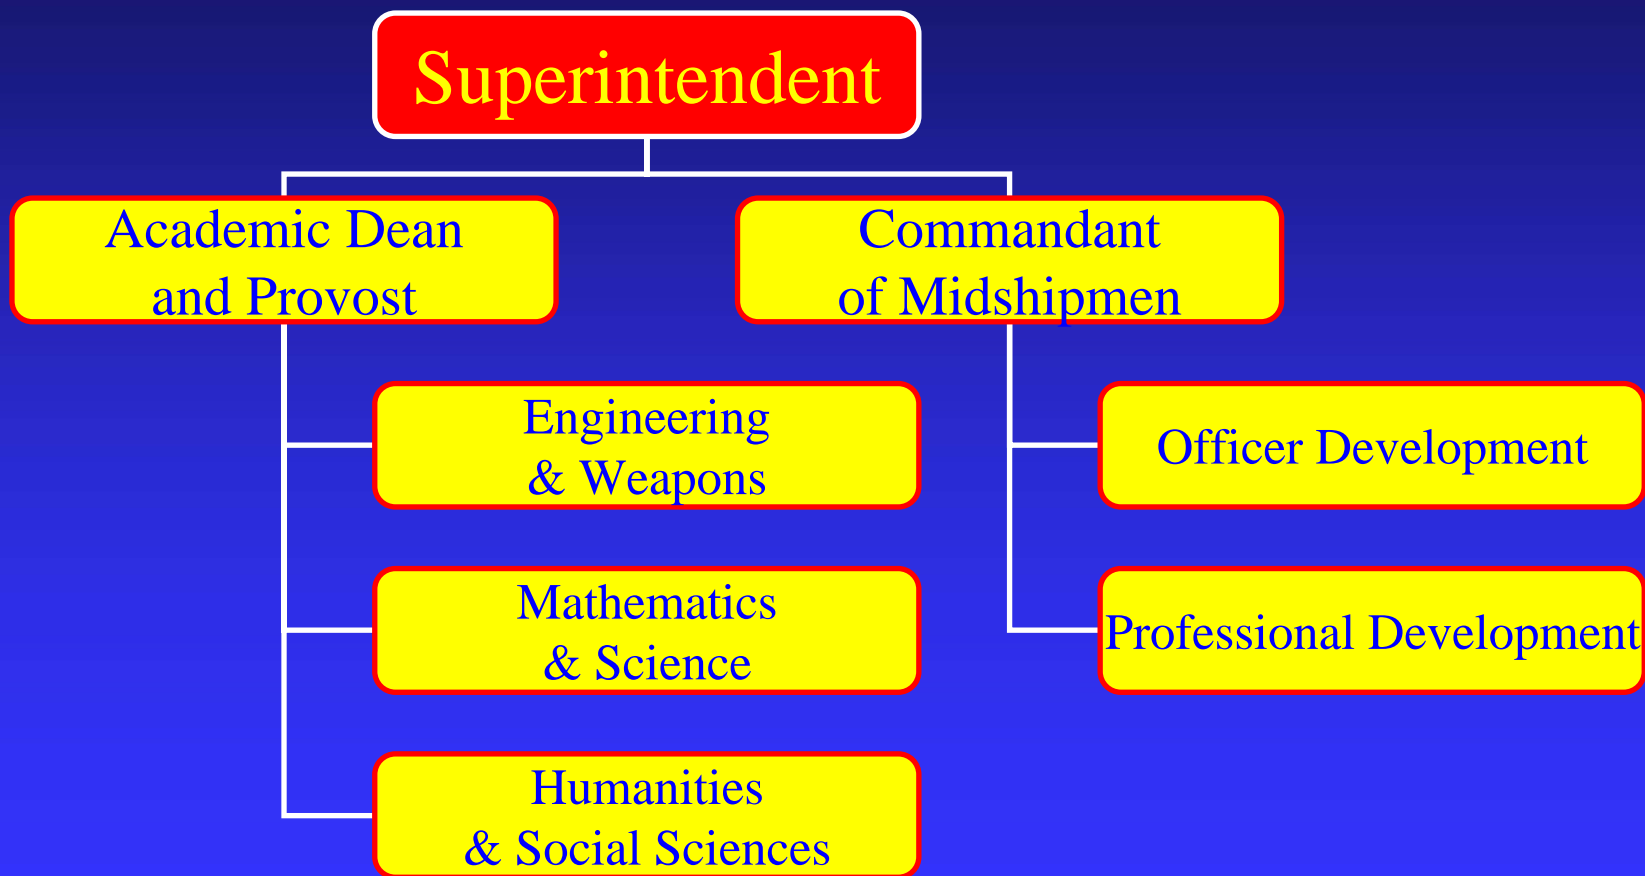 Superintendent
Academic Dean
and Provost
Commandant
of Midshipmen
Engineering
& Weapons
Officer Development
Mathematics
& Science
Professional Development
Humanities
& Social Sciences